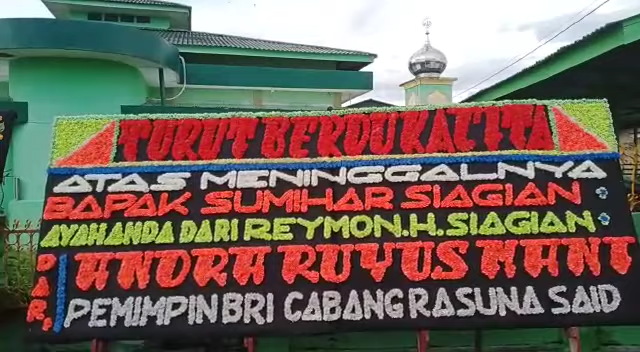 TURUT BERDUKACITA
ATAS MENINGGALNYA
BAPAK SUMIHAR SIAGIAN
AYAHANDA DARI REYMON.H.SIAGIAN
DARI:
ANDRA RUYUS MANT
PEMIMPIN BRI CABANG RASUNA SAID